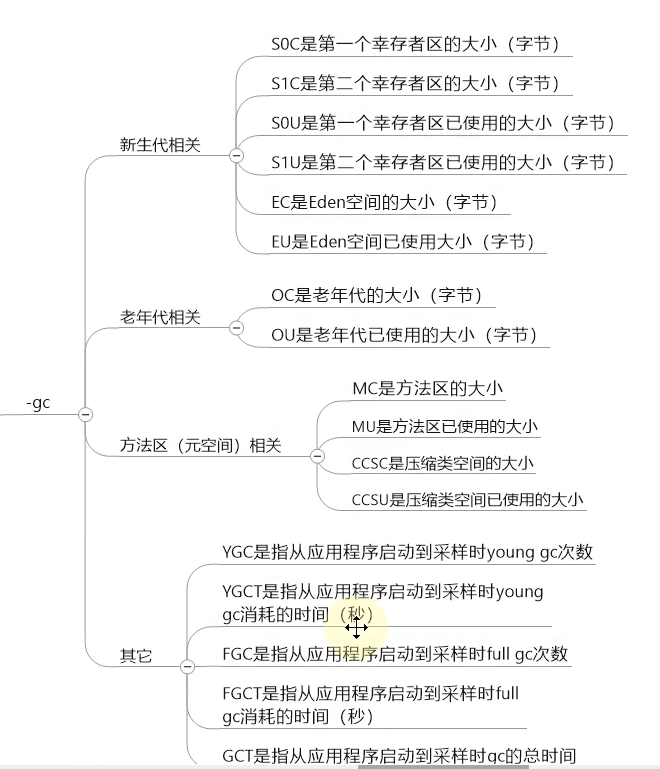 -gc
新生代相关
S0C是第一个幸存者区的大小（字节）
S1C是第二个幸存者区的大小（字节）
S0U是第一个幸存者区已使用的大小（字节）
S1U是第二个幸存者区已使用的大小（字节）
EC是Eden空间的大小（字节）
EU是Eden空间已使用大小（字节）
老年代相关
OC是老年代的大小（字节）
OU是老年代已使用的大小（字节）
方法区（元空间）相关
MC是方法区的大小
MU是方法区已使用的大小
CCSC是压缩类空间的大小
CCSU是压缩类空间已使用的大小
其它
YGC是指从应用程序启动到采样时young gc次数
YGCT是指从应用程序启动到采样时young
gc消耗的时间（秒）
FGC是指从应用程序启动到采样时full gc次数
FGCT是指从应用程序启动到采样时full
gc消耗的时间（秒）
GCT是指从应用程序启动到采样时gc的总时间